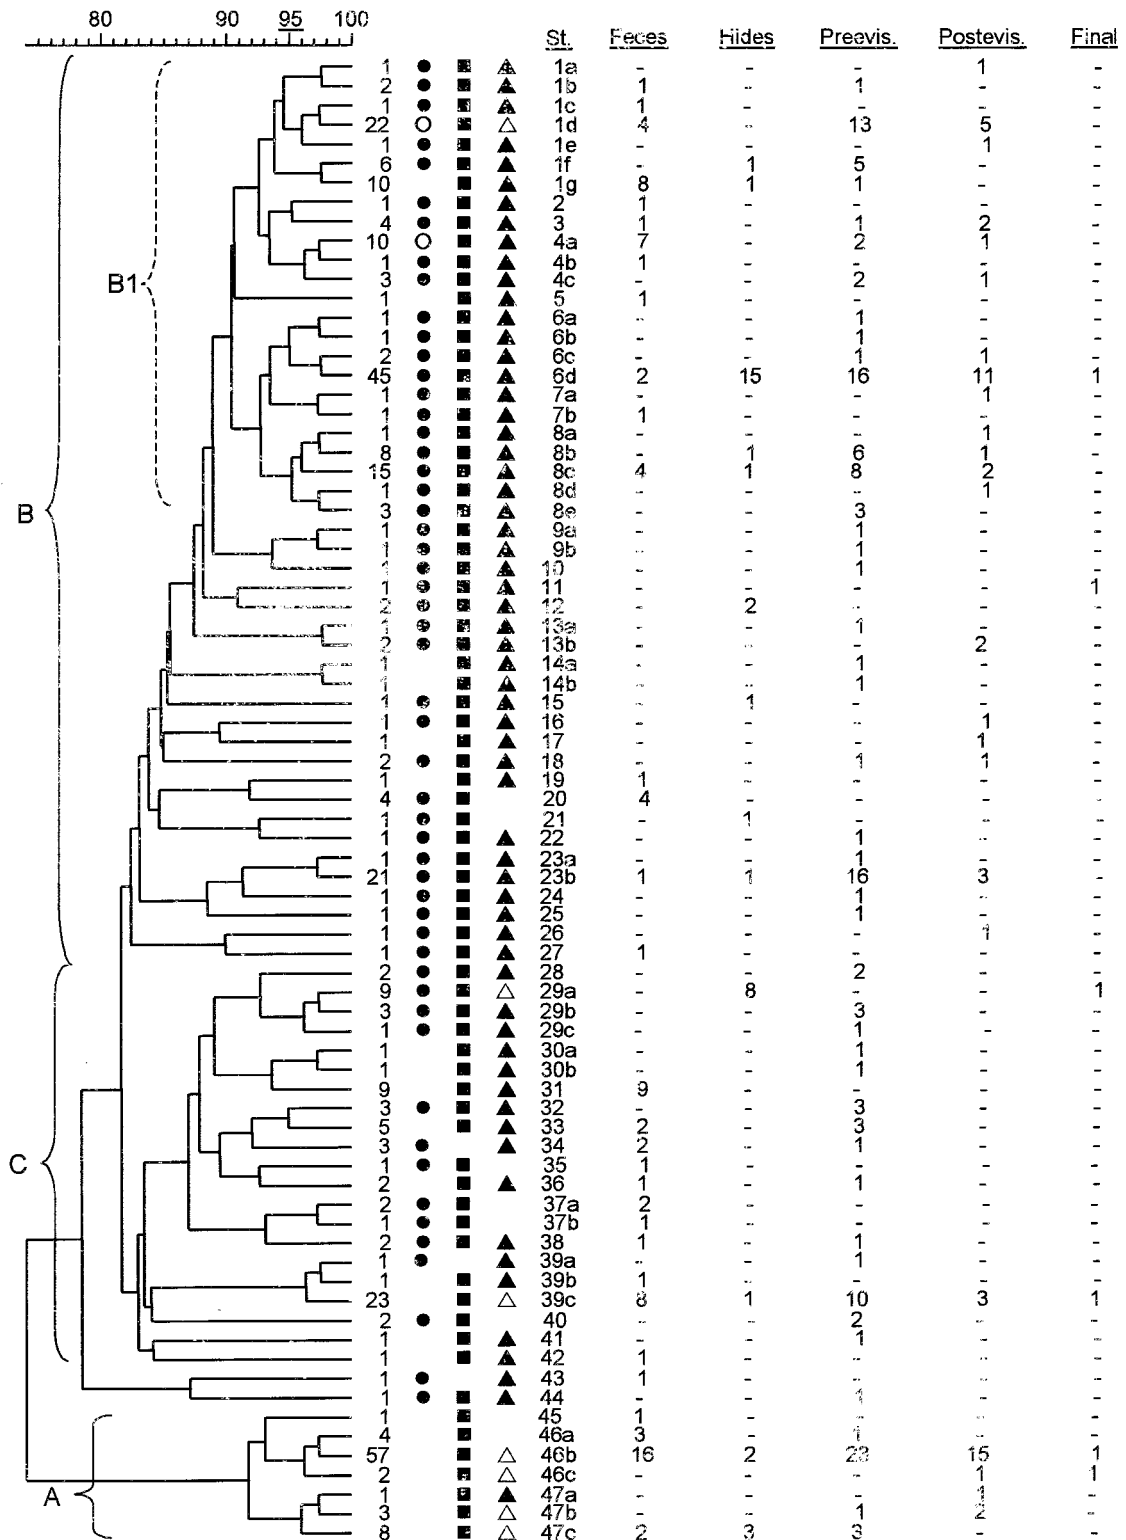 80 90 95 100
St. Feces Hides Preevis. Postevis. Final
1 1a - - - 1 -
2 1b 1 - 1 - -
1 1c 1 - - - -
22 1d 4 - 13 5 -
1 1e - - - 1 -
6 1f - 1 5 - -
10 1g 8 1 1 - -
1 2 1 - - - -
4 3 1 - 1 2 -
10 4a 7 - 2 1 -
1 4b 1 - - - -
B1
3 4c - - 2 1 -
1 5 1 - - - -
1 6a - - 1 - -
1 6b - - 1 - -
2 6c - - 1 1 -
45 6d 2 15 16 11 1
1 7a - - - 1 -
1 7b 1 - - - -
1 8a - - - 1 -
8 8b - 1 6 1 -
15 8c 4 1 8 2 -
1 8d - - - 1 -
B
3 8e - - 3 - -
1 9a - - 1 - -
1 9b - - 1 - -
1 10 - - 1 - -
1 11 - - - - 1
2 12 - 2 - - -
1 13a - - 1 - -
2 13b - - - 2 -
1 14a - - 1 - -
1 14b - - 1 - -
1 15 - 1 - - -
1 16 - - - 1 -
1 17 - - - 1 -
2 18 - - 1 1 -
1 19 1 - - - -
4 20 4 - - - -
1 21 - 1 - - -
1 22 - - 1 - -
1 23a - - 1 - -
21 23b 1 1 16 3 -
1 24 - - 1 - -
1 25 - - 1 - -
1 26 - - - 1 -
1 27 1 - - - -
2 28 - - 2 - -
9 29a - 8 - - 1
3 29b - - 3 - -
1 29c - - 1 - -
1 30a - - 1 - -
1 30b - - 1 - -
9 31 9 - - - -
3 32 - - 3 - -
5 33 2 - 3 - -
3 34 2 - 1 - -
C
1 35 1 - - - -
2 36 1 - 1 - -
2 37a 2 - - - -
1 37b 1 - - - -
2 38 1 - 1 - -
1 39a - - 1 - -
1 39b 1 - - - -
23 39c 8 1 10 3 1
2 40 - - 2 - -
1 41 - - 1 - -
1 42 1 - - - -
1 43 1 - - - -
1 44 - - 1 - -
1 45 1 - - - -
4 46a 3 - 1 - -
57 46b 16 2 23 15 1
2 46c - - - 1 1
A
1 47a - - - 1 -
3 47b - - 1 2 -
8 47c 2 3 3 - -